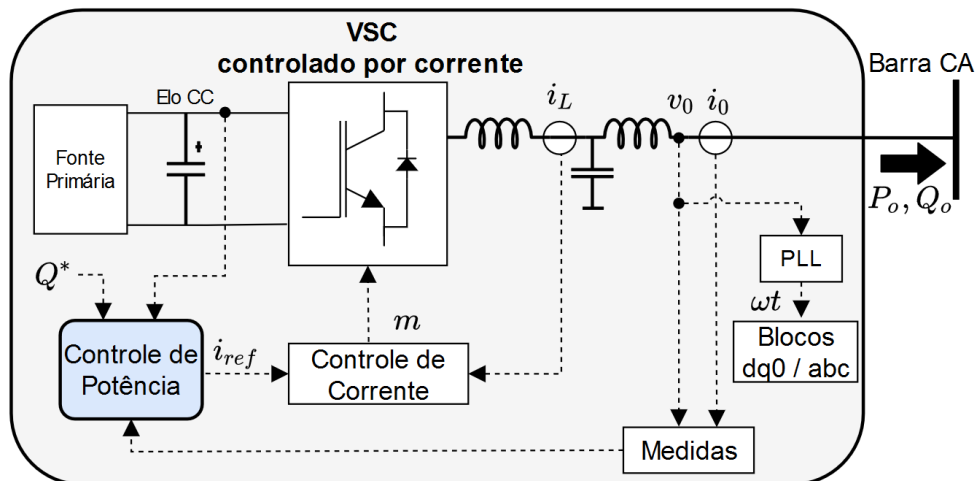 VSC
controlado por corrente
Barra CA
Elo CC
i_L
v_0
i_0
Fonte
Primária
P_o, Q_o
PLL
Q*
ωt
m
Blocos
dq0 / abc
Controle de
Potência
i_ref
Controle de
Corrente
Medidas